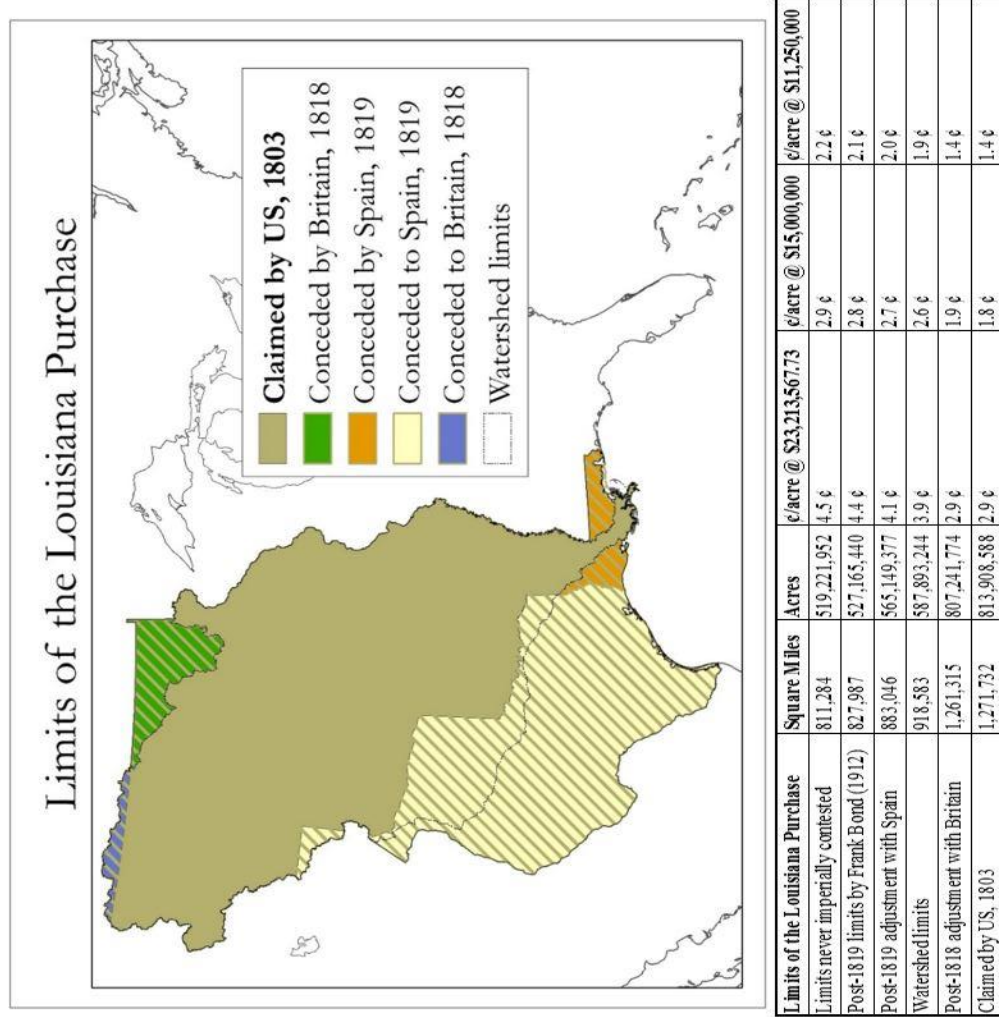 Limits of the Louisiana Purchase
Claimed by US, 1803
Conceded by Britain, 1818
Conceded by Spain, 1819
Conceded to Spain, 1819
Conceded to Britain, 1818
Watershed limits
Limits of the Louisiana Purchase Square Miles Acres ¢/acre @ $23,213,567.73 ¢/acre @ $15,000,000 ¢/acre @ $11,250,000
Limits never imperially contested 811,284 519,221,952 4.5 ¢ 2.9 ¢ 2.2 ¢
Post-1819 limits by Frank Bond (1912) 827,987 527,165,440 4.4 ¢ 2.8 ¢ 2.1 ¢
Post-1819 adjustment with Spain 883,046 565,149,377 4.1 ¢ 2.7 ¢ 2.0 ¢
Watershed limits 918,583 587,893,244 3.9 ¢ 2.6 ¢ 1.9 ¢
Post-1818 adjustment with Britain 1,261,315 807,241,774 2.9 ¢ 1.9 ¢ 1.4 ¢
Claimed by US, 1803 1,271,732 813,908,588 2.9 ¢ 1.8 ¢ 1.4 ¢